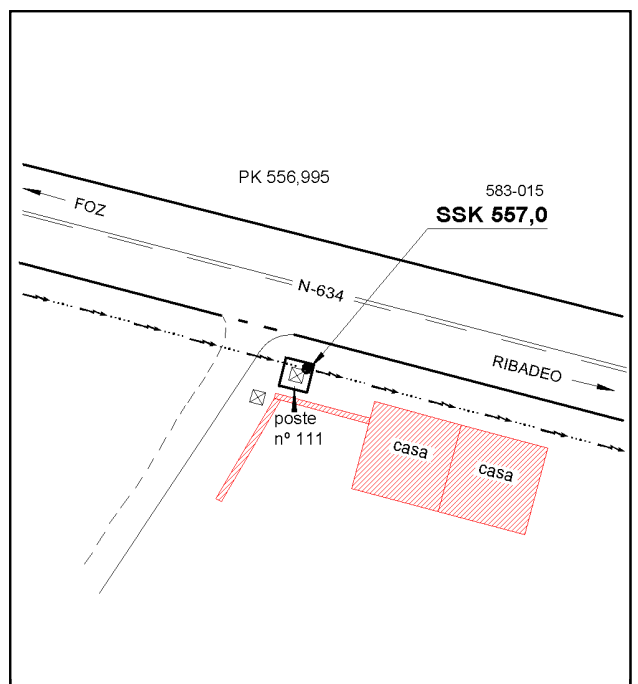 PK 556,995
583-015
SSK 557,0
FOZ
N-634
RIBADEO
poste
nº 111
casa
casa